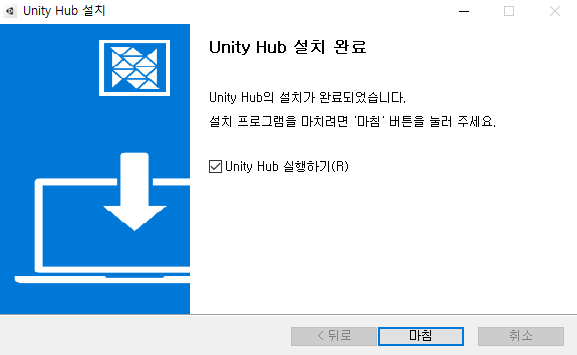 Unity Hub 설치
Unity Hub 설치 완료
Unity Hub의 설치가 완료되었습니다.
설치 프로그램을 마치려면 '마침' 버튼을 눌러 주세요.
Unity Hub 실행하기(R)
< 뒤로 마침 취소